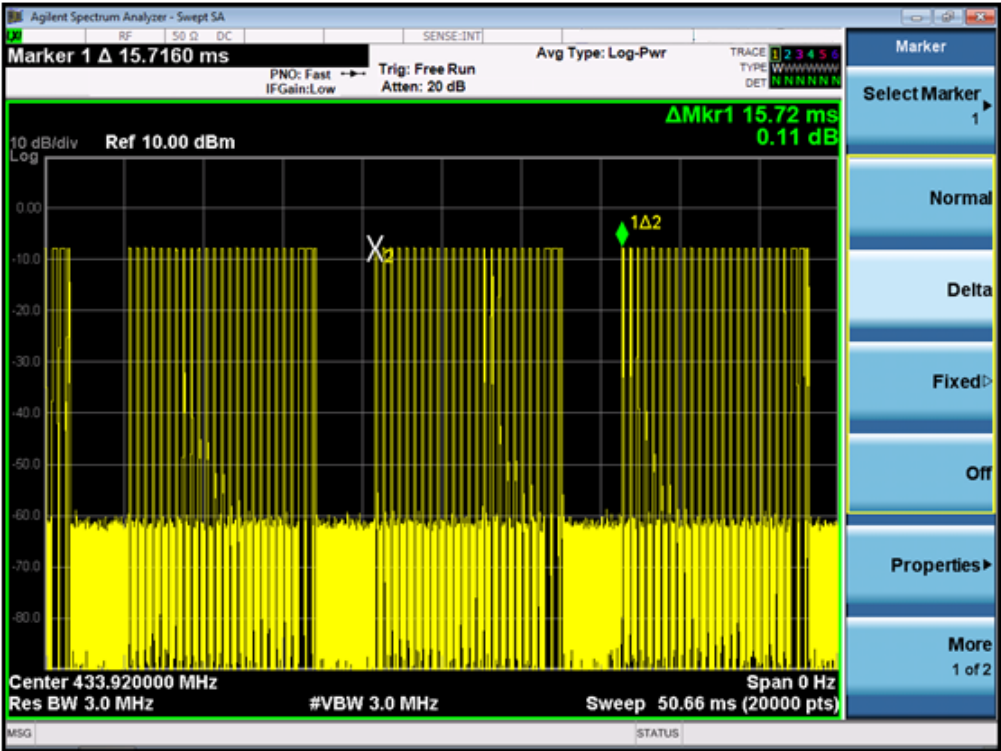 Agilent Spectrum Analyzer - Swept SA
LXI RF 50 Ω DC SENSE:INT
Marker 1 Δ 15.7160 ms
PNO: Fast
IFGain:Low
Trig: Free Run
Atten: 20 dB
Avg Type: Log-Pwr
TRACE 1 2 3 4 5 6
TYPE WWWWWWW
DET N N N N N N
ΔMkr1 15.72 ms
0.11 dB
10 dB/div Ref 10.00 dBm
Log
0.00
-10.0
-20.0
-30.0
-40.0
-50.0
-60.0
-70.0
-80.0
X2
1Δ2
Center 433.920000 MHz
Span 0 Hz
Res BW 3.0 MHz
#VBW 3.0 MHz
Sweep 50.66 ms (20000 pts)
MSG
STATUS
Marker
Select Marker
1
Normal
Delta
Fixed
Off
Properties
More
1 of 2